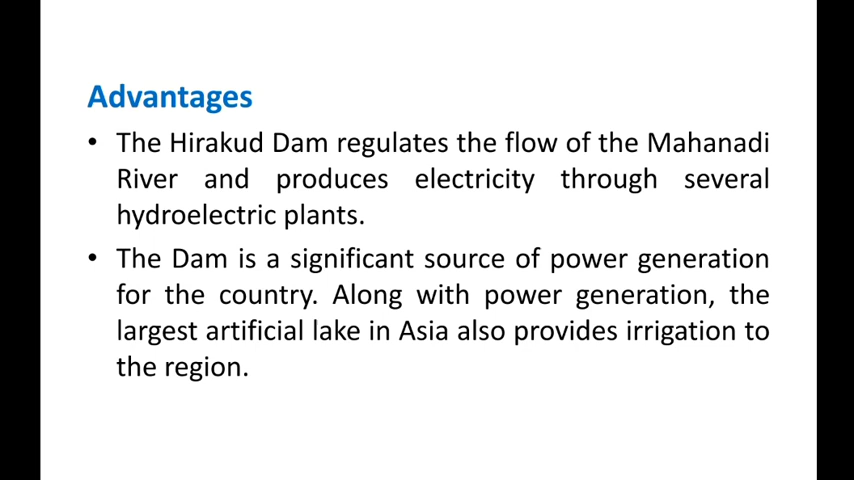 Advantages
• The Hirakud Dam regulates the flow of the Mahanadi
River and produces electricity through several
hydroelectric plants.
• The Dam is a significant source of power generation
for the country. Along with power generation, the
largest artificial lake in Asia also provides irrigation to
the region.